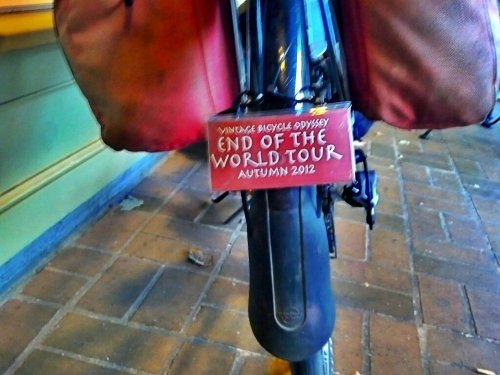 VINTAGE BICYCLE ODYSSEY
END OF THE
WORLD TOUR
AUTUMN 2012